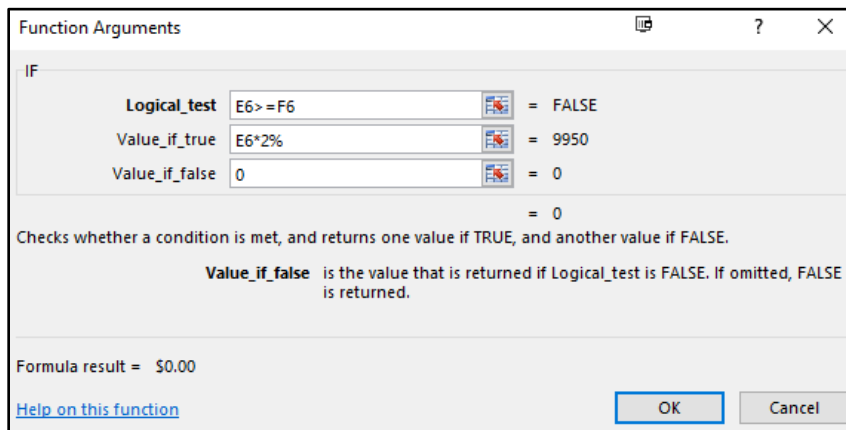 Function Arguments ?
IF
Logical_test E6>=F6 = FALSE
Value_if_true E6*2% = 9950
Value_if_false 0 = 0
= 0
Checks whether a condition is met, and returns one value if TRUE, and another value if FALSE.
Value_if_false is the value that is returned if Logical_test is FALSE. If omitted, FALSE
is returned.
Formula result = $0.00
Help on this function OK Cancel